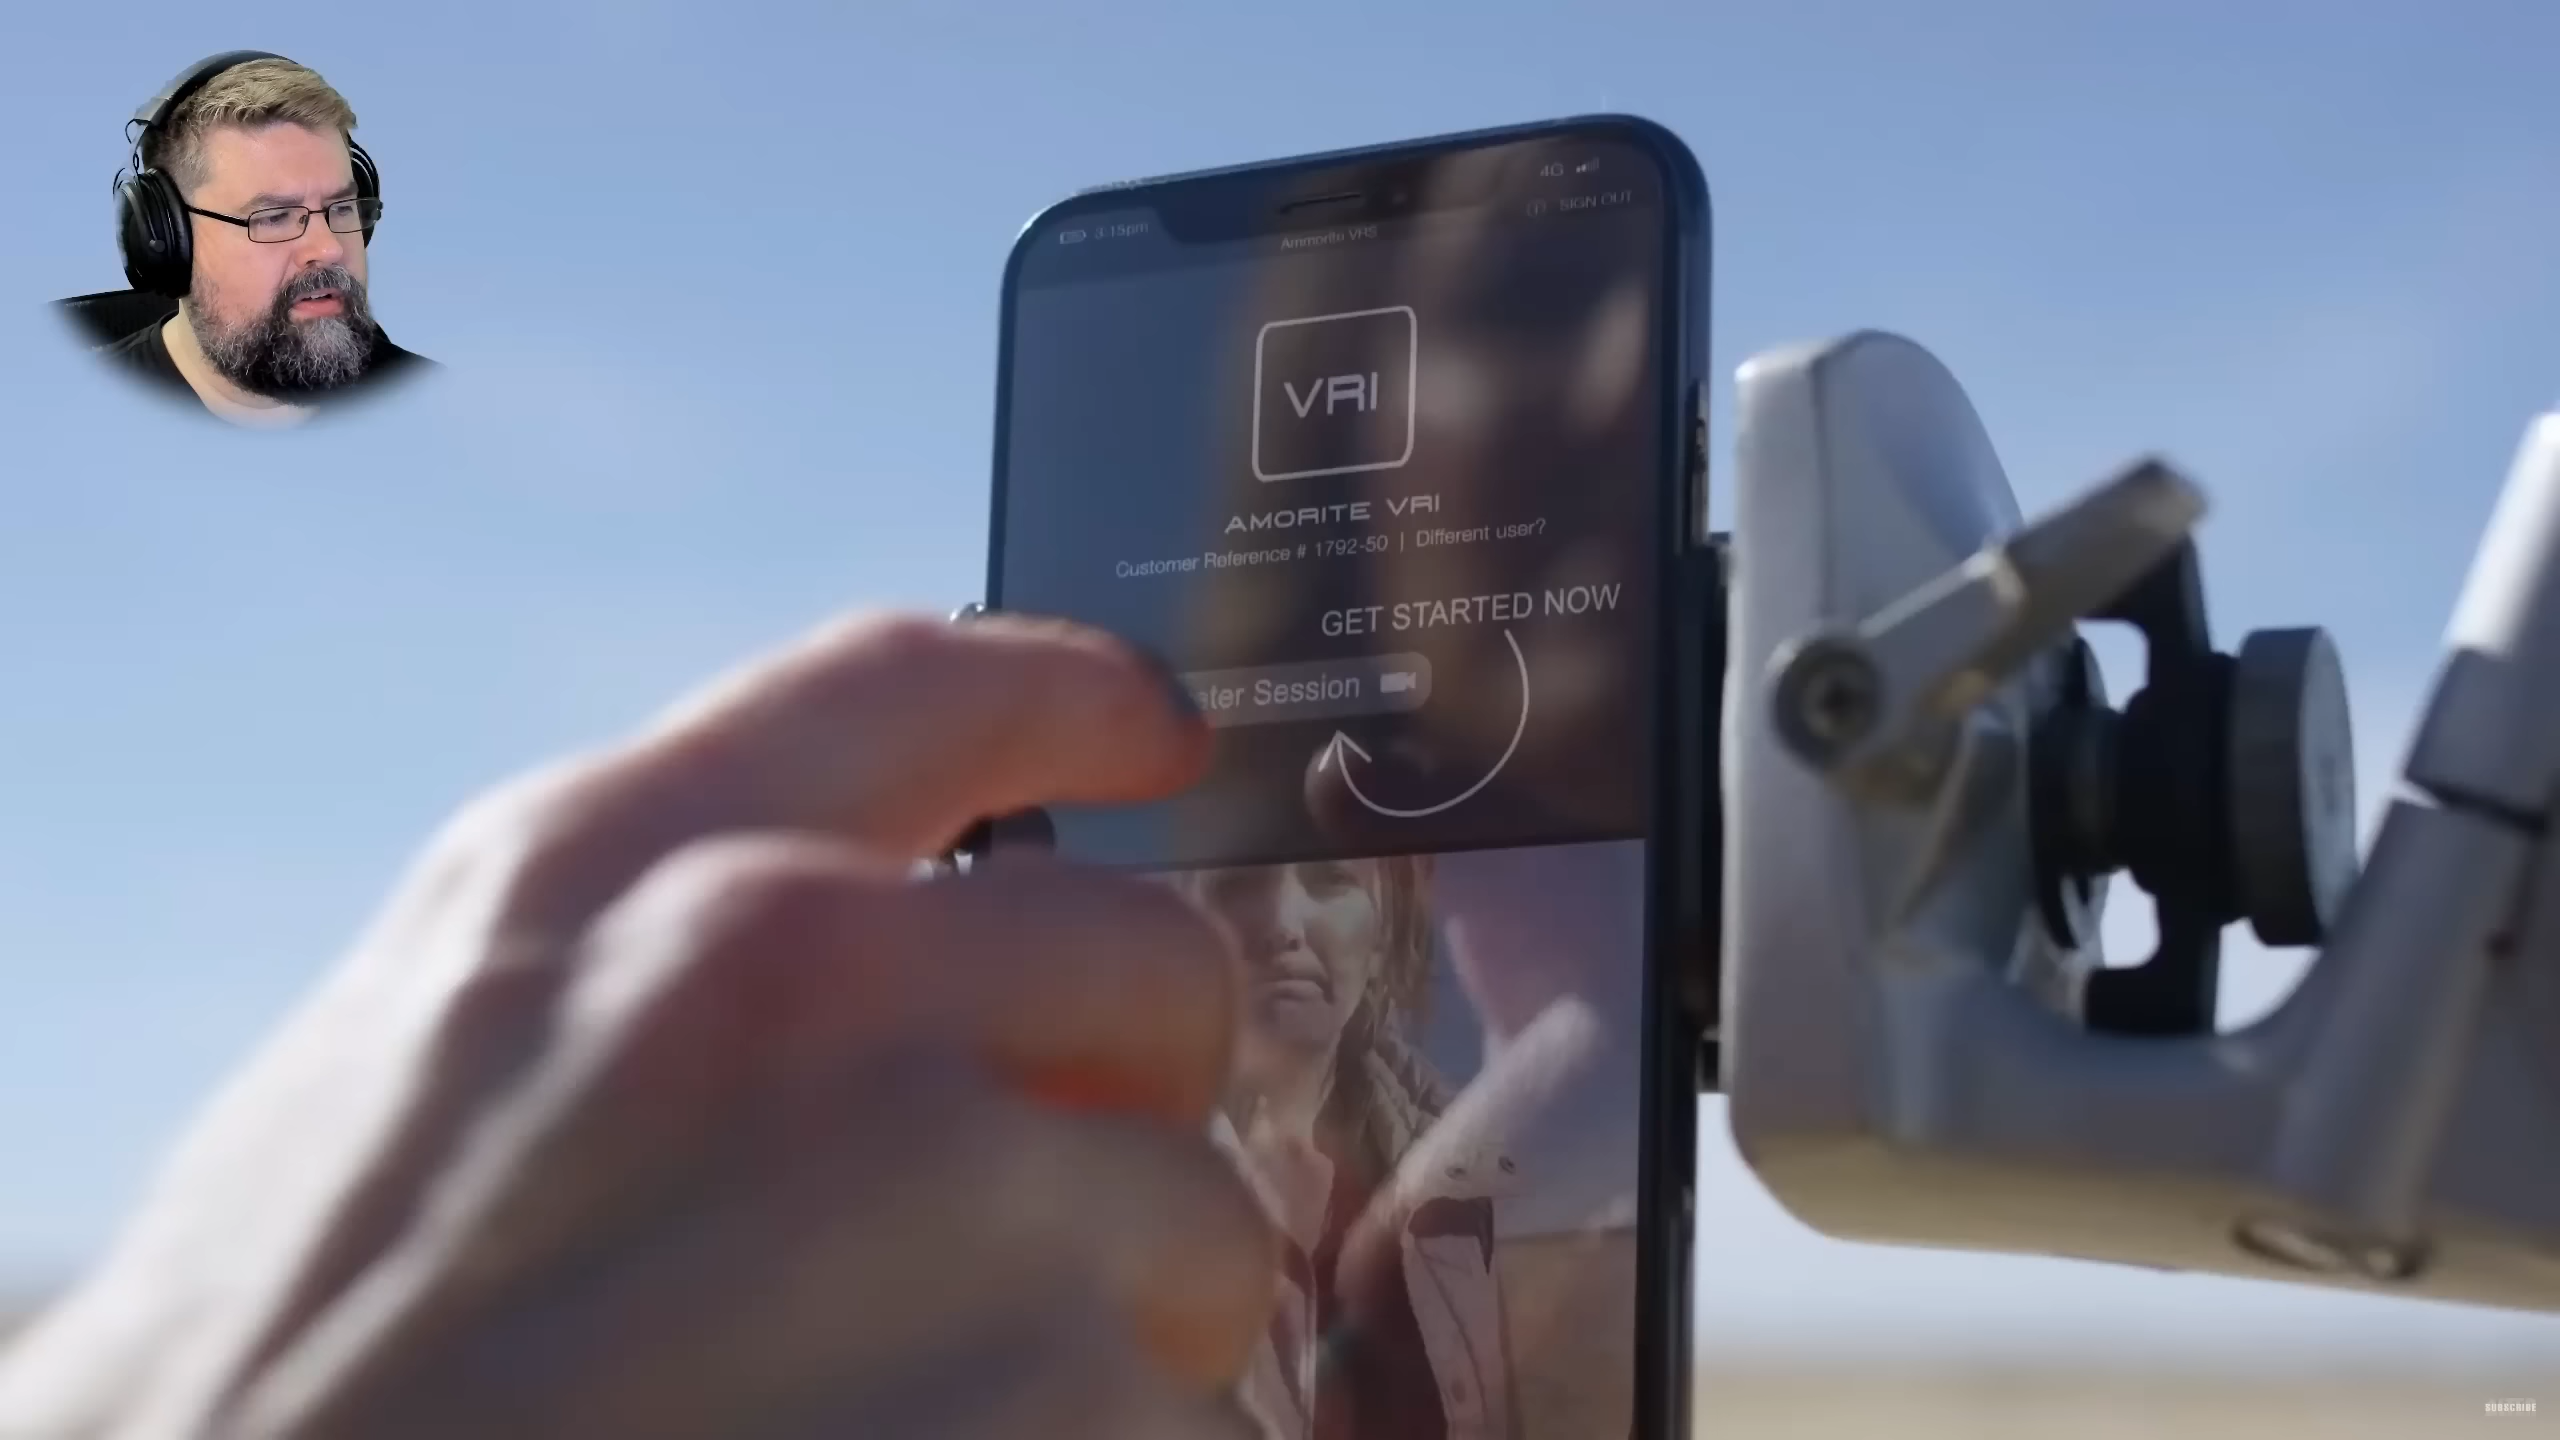 4G
3:15pm
SIGN OUT
Ammorite VRS
VRI
AMORITE VRI
Customer Reference # 1792-50 | Different user?
GET STARTED NOW
Session
SUBSCRIBE